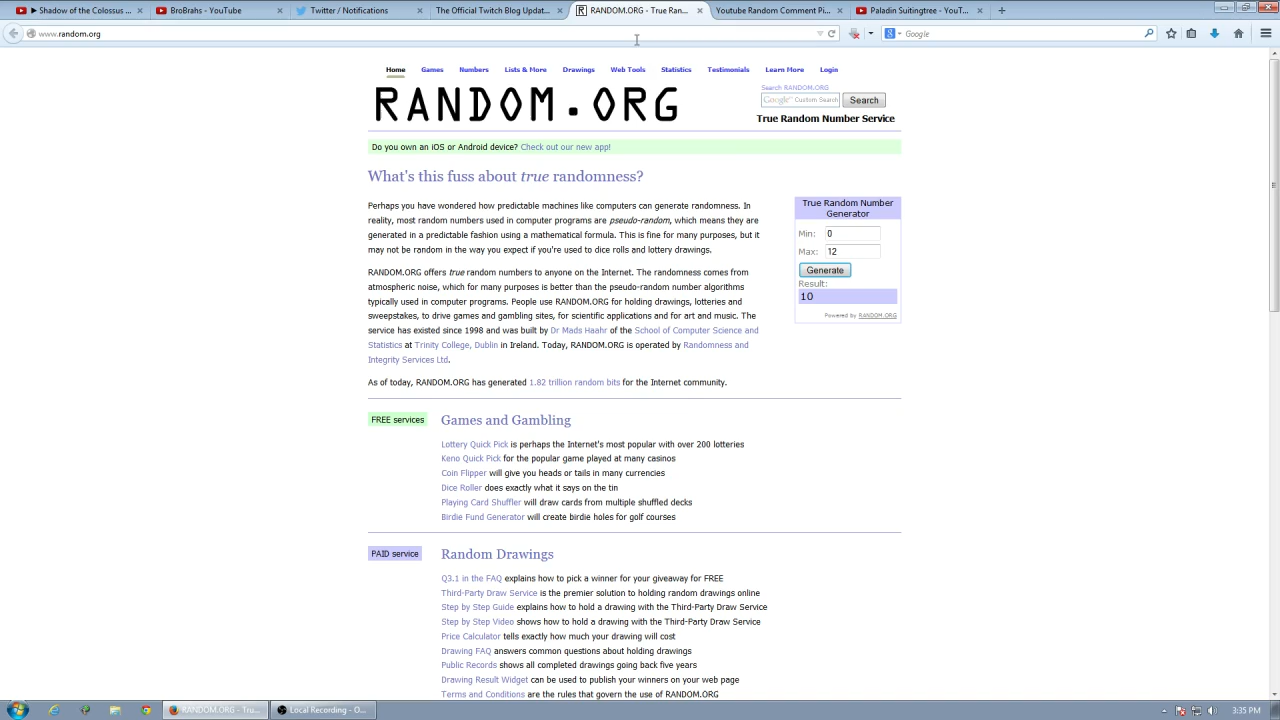 Shadow of the Colossus ...
BroBrahs - YouTube
Twitter / Notifications
The Official Twitch Blog Updat...
RANDOM.ORG - True Ran...
Youtube Random Comment Pi...
Paladin Suitingtree - YouT...
www.random.org
Google
Home
Games
Numbers
Lists & More
Drawings
Web Tools
Statistics
Testimonials
Learn More
Login
RANDOM.ORG
Search RANDOM.ORG
Google™ Custom Search
Search
True Random Number Service
Do you own an iOS or Android device? Check out our new app!
What's this fuss about true randomness?
Perhaps you have wondered how predictable machines like computers can generate randomness. In
reality, most random numbers used in computer programs are pseudo-random, which means they are
generated in a predictable fashion using a mathematical formula. This is fine for many purposes, but it
may not be random in the way you expect if you're used to dice rolls and lottery drawings.
RANDOM.ORG offers true random numbers to anyone on the Internet. The randomness comes from
atmospheric noise, which for many purposes is better than the pseudo-random number algorithms
typically used in computer programs. People use RANDOM.ORG for holding drawings, lotteries and
sweepstakes, to drive games and gambling sites, for scientific applications and for art and music. The
service has existed since 1998 and was built by Dr Mads Haahr of the School of Computer Science and
Statistics at Trinity College, Dublin in Ireland. Today, RANDOM.ORG is operated by Randomness and
Integrity Services Ltd.
As of today, RANDOM.ORG has generated 1.82 trillion random bits for the Internet community.
True Random Number
Generator
Min: 0
Max: 12
Generate
Result:
10
Powered by RANDOM.ORG
FREE services
Games and Gambling
Lottery Quick Pick is perhaps the Internet's most popular with over 200 lotteries
Keno Quick Pick for the popular game played at many casinos
Coin Flipper will give you heads or tails in many currencies
Dice Roller does exactly what it says on the tin
Playing Card Shuffler will draw cards from multiple shuffled decks
Birdie Fund Generator will create birdie holes for golf courses
PAID service
Random Drawings
Q3.1 in the FAQ explains how to pick a winner for your giveaway for FREE
Third-Party Draw Service is the premier solution to holding random drawings online
Step by Step Guide explains how to hold a drawing with the Third-Party Draw Service
Step by Step Video shows how to hold a drawing with the Third-Party Draw Service
Price Calculator tells exactly how much your drawing will cost
Drawing FAQ answers common questions about holding drawings
Public Records shows all completed drawings going back five years
Drawing Result Widget can be used to publish your winners on your web page
Terms and Conditions are the rules that govern the use of RANDOM.ORG
RANDOM.ORG - Tru...
Local Recording - O...
3:35 PM